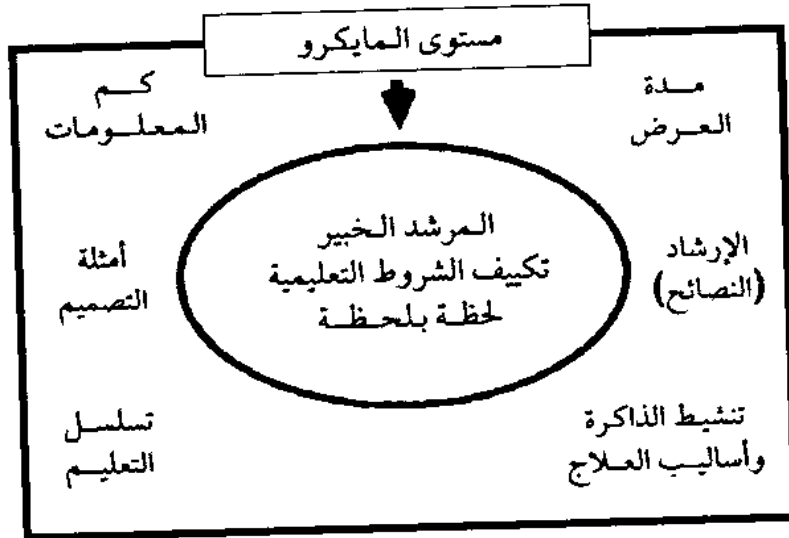 مستوى المايكرو
مدة
العرض
كم
المعلومات
المرشد الخبير
تكييف الشروط التعليمية
لحظة بلحظة
الإرشاد
(النصائح)
أمثلة
التصميم
تنشيط الذاكرة
وأساليب العلاج
تسلسل
التعليم